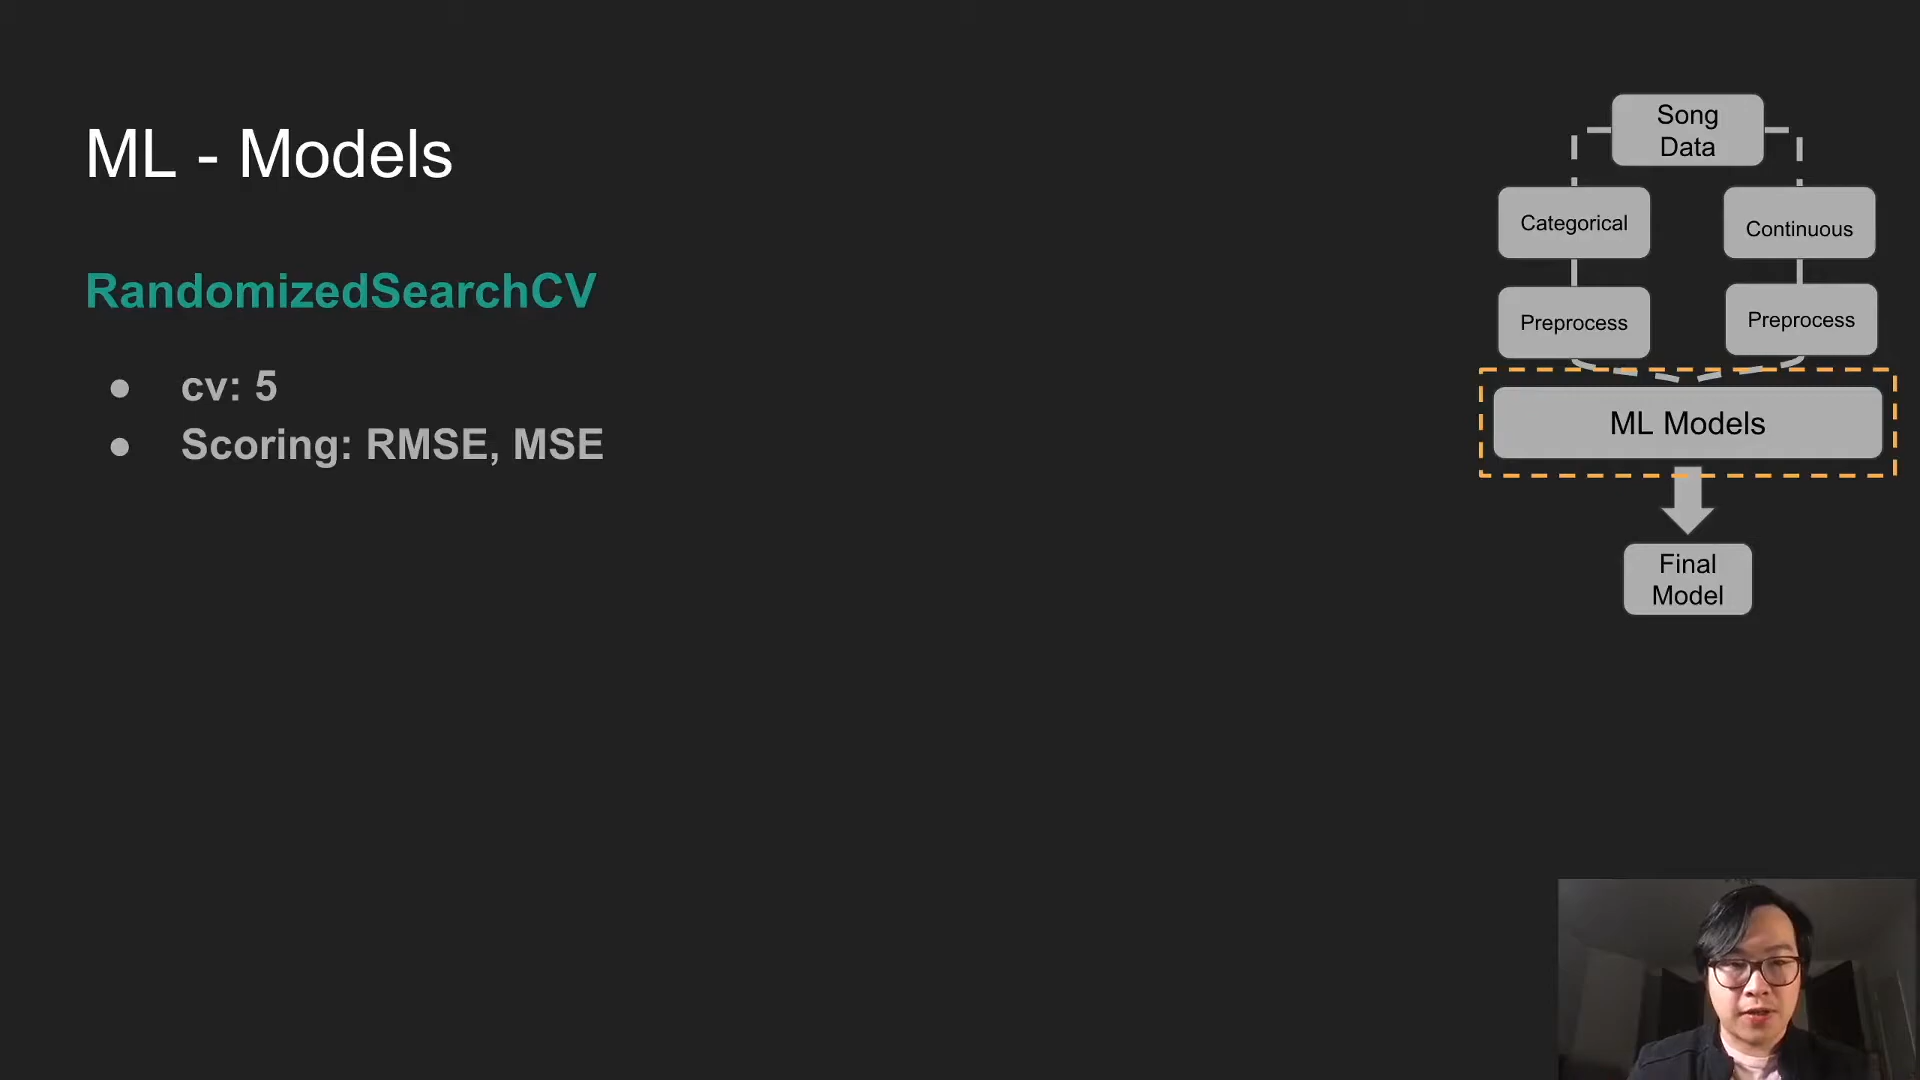 ML - Models
RandomizedSearchCV
● cv: 5
● Scoring: RMSE, MSE
Song
Data
Categorical
Continuous
Preprocess
Preprocess
ML Models
Final
Model